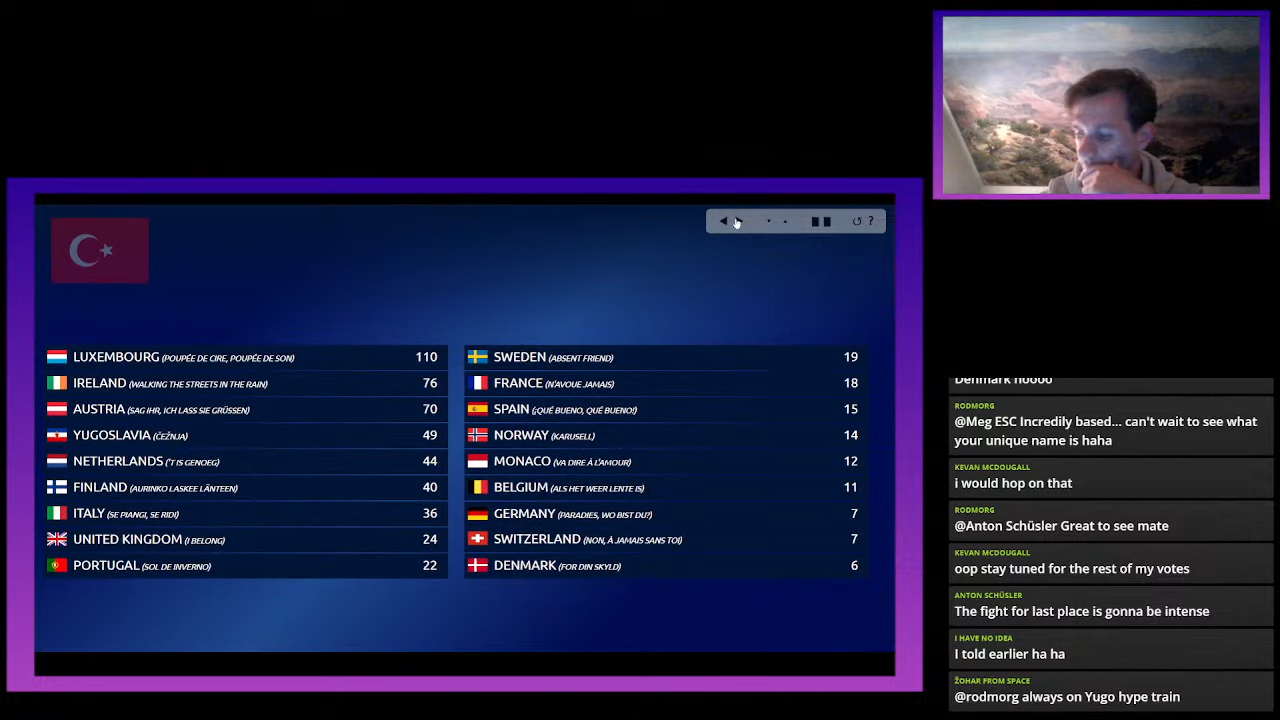 LUXEMBOURG (POUPÉE DE CIRE, POUPÉE DE SON) 110
IRELAND (WALKING THE STREETS IN THE RAIN) 76
AUSTRIA (SAG IHR, ICH LASS SIE GRÜSSEN) 70
YUGOSLAVIA (ČEŽNJA) 49
NETHERLANDS ('T IS GENOEG) 44
FINLAND (AURINKO LASKEE LÄNTEEN) 40
ITALY (SE PIANGI, SE RIDI) 36
UNITED KINGDOM (I BELONG) 24
PORTUGAL (SOL DE INVERNO) 22
SWEDEN (ABSENT FRIEND) 19
FRANCE (N'AVOUE JAMAIS) 18
SPAIN (¡QUÉ BUENO, QUÉ BUENO!) 15
NORWAY (KARUSELL) 14
MONACO (VA DIRE À L'AMOUR) 12
BELGIUM (ALS HET WEER LENTE IS) 11
GERMANY (PARADIES, WO BIST DU?) 7
SWITZERLAND (NON, À JAMAIS SANS TOI) 7
DENMARK (FOR DIN SKYLD) 6
?
Denmark noooo
RODMORG
@Meg ESC Incredily based... can't wait to see what
your unique name is haha
KEVAN MCDOUGALL
i would hop on that
RODMORG
@Anton Schüsler Great to see mate
KEVAN MCDOUGALL
oop stay tuned for the rest of my votes
ANTON SCHÜSLER
The fight for last place is gonna be intense
I HAVE NO IDEA
I told earlier ha ha
ŽOHAR FROM SPACE
@rodmorg always on Yugo hype train